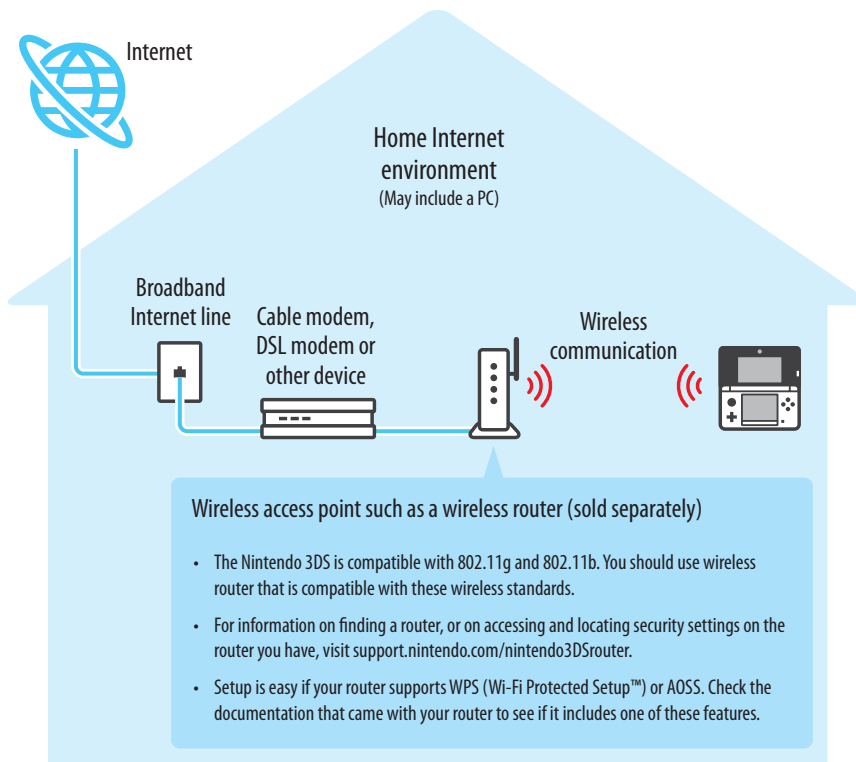 Internet
Home Internet
environment
(May include a PC)
Broadband
Internet line
Cable modem,
DSL modem or
other device
Wireless
communication
Wireless access point such as a wireless router (sold separately)
• The Nintendo 3DS is compatible with 802.11g and 802.11b. You should use wireless
router that is compatible with these wireless standards.
• For information on finding a router, or on accessing and locating security settings on the
router you have, visit support.nintendo.com/nintendo3DSrouter.
• Setup is easy if your router supports WPS (Wi-Fi Protected Setup™) or AOSS. Check the
documentation that came with your router to see if it includes one of these features.